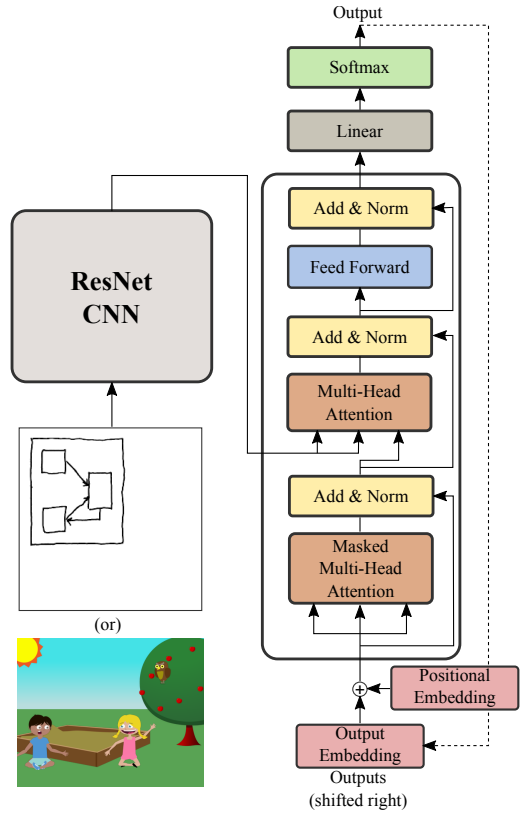 Output
Softmax
Linear
Add & Norm
Feed Forward
Add & Norm
Multi-Head
Attention
Add & Norm
Masked
Multi-Head
Attention
ResNet
CNN
(or)
Positional
Embedding
Output
Embedding
Outputs
(shifted right)